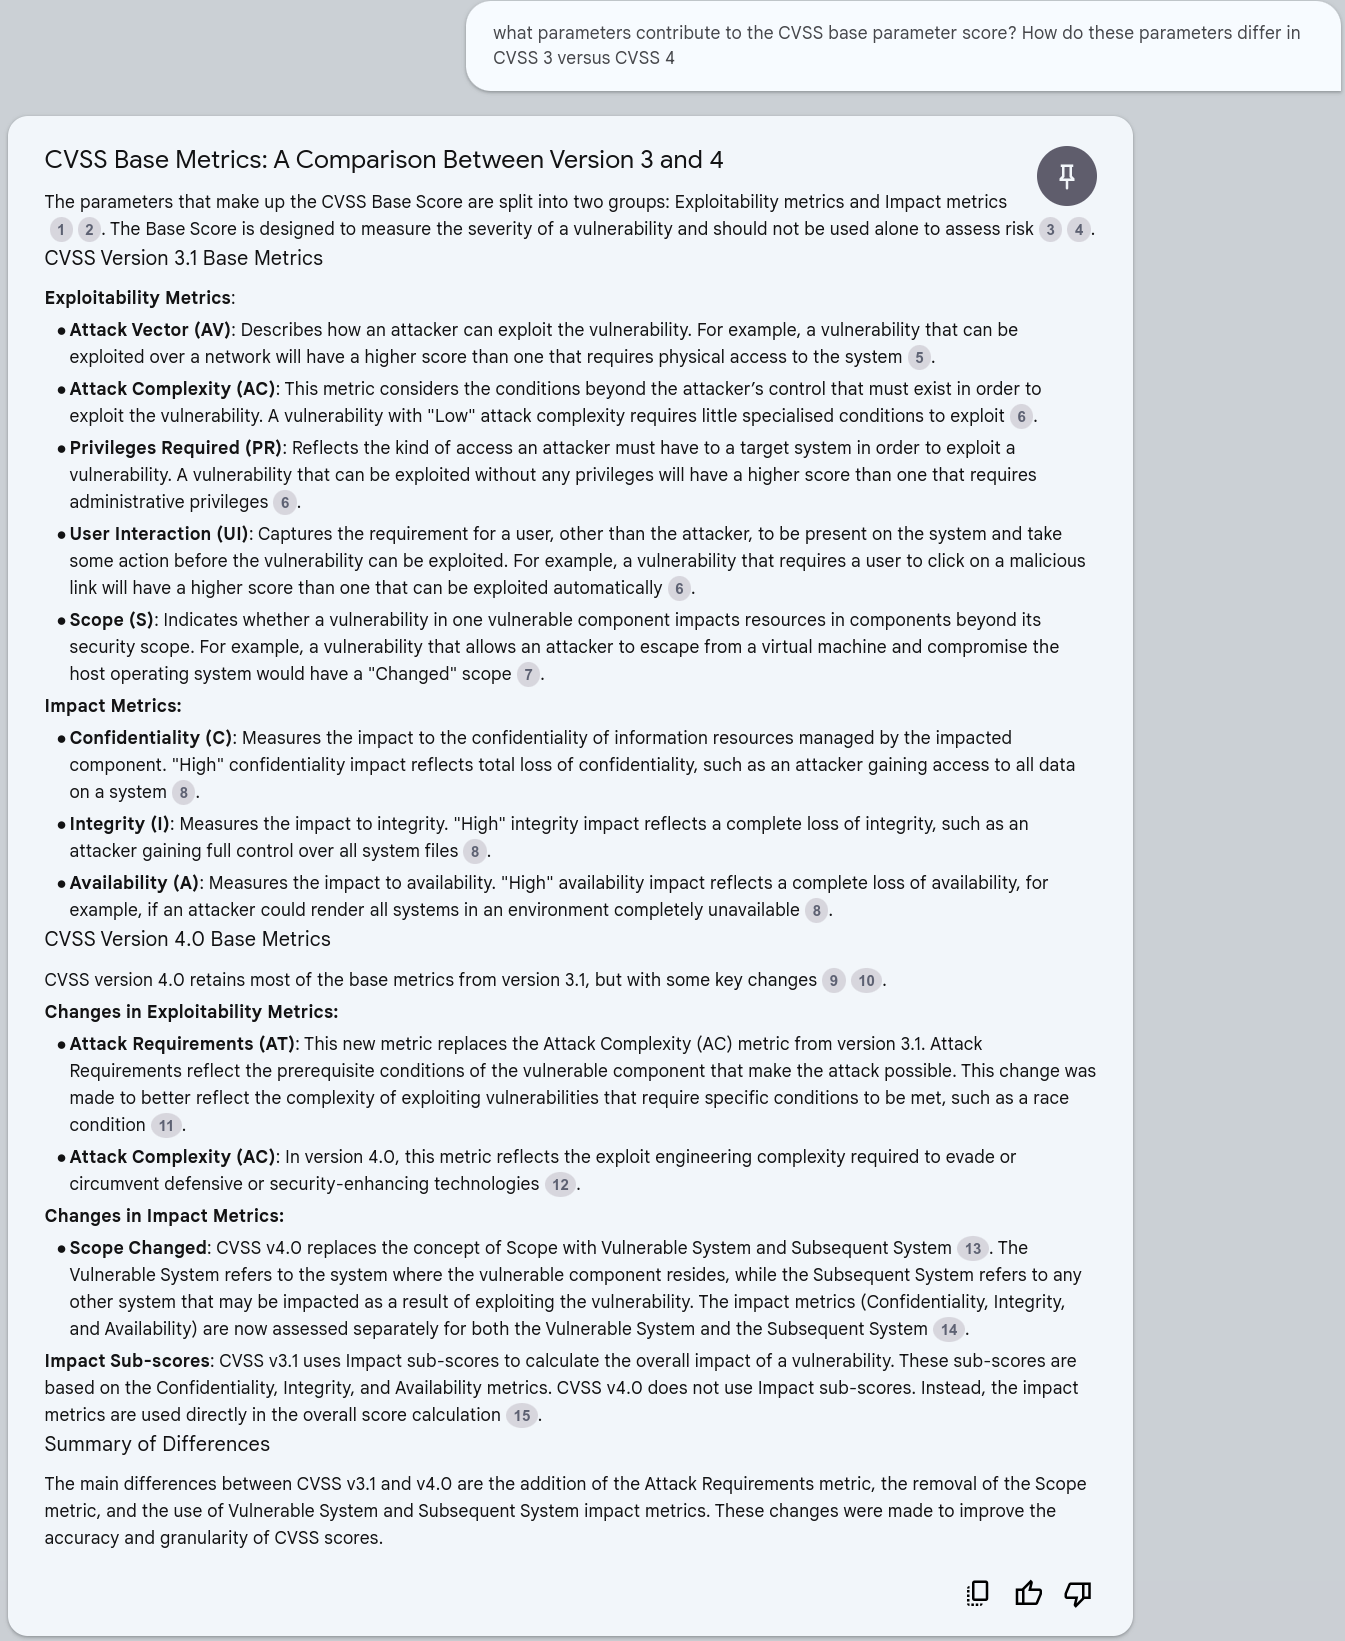 what parameters contribute to the CVSS base parameter score? How do these parameters differ in
CVSS 3 versus CVSS 4
CVSS Base Metrics: A Comparison Between Version 3 and 4
The parameters that make up the CVSS Base Score are split into two groups: Exploitability metrics and Impact metrics
1 2. The Base Score is designed to measure the severity of a vulnerability and should not be used alone to assess risk 3 4.
CVSS Version 3.1 Base Metrics
Exploitability Metrics:
● Attack Vector (AV): Describes how an attacker can exploit the vulnerability. For example, a vulnerability that can be
exploited over a network will have a higher score than one that requires physical access to the system 5.
● Attack Complexity (AC): This metric considers the conditions beyond the attacker’s control that must exist in order to
exploit the vulnerability. A vulnerability with "Low" attack complexity requires little specialised conditions to exploit 6.
● Privileges Required (PR): Reflects the kind of access an attacker must have to a target system in order to exploit a
vulnerability. A vulnerability that can be exploited without any privileges will have a higher score than one that requires
administrative privileges 6.
● User Interaction (UI): Captures the requirement for a user, other than the attacker, to be present on the system and take
some action before the vulnerability can be exploited. For example, a vulnerability that requires a user to click on a malicious
link will have a higher score than one that can be exploited automatically 6.
● Scope (S): Indicates whether a vulnerability in one vulnerable component impacts resources in components beyond its
security scope. For example, a vulnerability that allows an attacker to escape from a virtual machine and compromise the
host operating system would have a "Changed" scope 7.
Impact Metrics:
● Confidentiality (C): Measures the impact to the confidentiality of information resources managed by the impacted
component. "High" confidentiality impact reflects total loss of confidentiality, such as an attacker gaining access to all data
on a system 8.
● Integrity (I): Measures the impact to integrity. "High" integrity impact reflects a complete loss of integrity, such as an
attacker gaining full control over all system files 8.
● Availability (A): Measures the impact to availability. "High" availability impact reflects a complete loss of availability, for
example, if an attacker could render all systems in an environment completely unavailable 8.
CVSS Version 4.0 Base Metrics
CVSS version 4.0 retains most of the base metrics from version 3.1, but with some key changes 9 10.
Changes in Exploitability Metrics:
● Attack Requirements (AT): This new metric replaces the Attack Complexity (AC) metric from version 3.1. Attack
Requirements reflect the prerequisite conditions of the vulnerable component that make the attack possible. This change was
made to better reflect the complexity of exploiting vulnerabilities that require specific conditions to be met, such as a race
condition 11.
● Attack Complexity (AC): In version 4.0, this metric reflects the exploit engineering complexity required to evade or
circumvent defensive or security-enhancing technologies 12.
Changes in Impact Metrics:
● Scope Changed: CVSS v4.0 replaces the concept of Scope with Vulnerable System and Subsequent System 13. The
Vulnerable System refers to the system where the vulnerable component resides, while the Subsequent System refers to any
other system that may be impacted as a result of exploiting the vulnerability. The impact metrics (Confidentiality, Integrity,
and Availability) are now assessed separately for both the Vulnerable System and the Subsequent System 14.
Impact Sub-scores: CVSS v3.1 uses Impact sub-scores to calculate the overall impact of a vulnerability. These sub-scores are
based on the Confidentiality, Integrity, and Availability metrics. CVSS v4.0 does not use Impact sub-scores. Instead, the impact
metrics are used directly in the overall score calculation 15.
Summary of Differences
The main differences between CVSS v3.1 and v4.0 are the addition of the Attack Requirements metric, the removal of the Scope
metric, and the use of Vulnerable System and Subsequent System impact metrics. These changes were made to improve the
accuracy and granularity of CVSS scores.